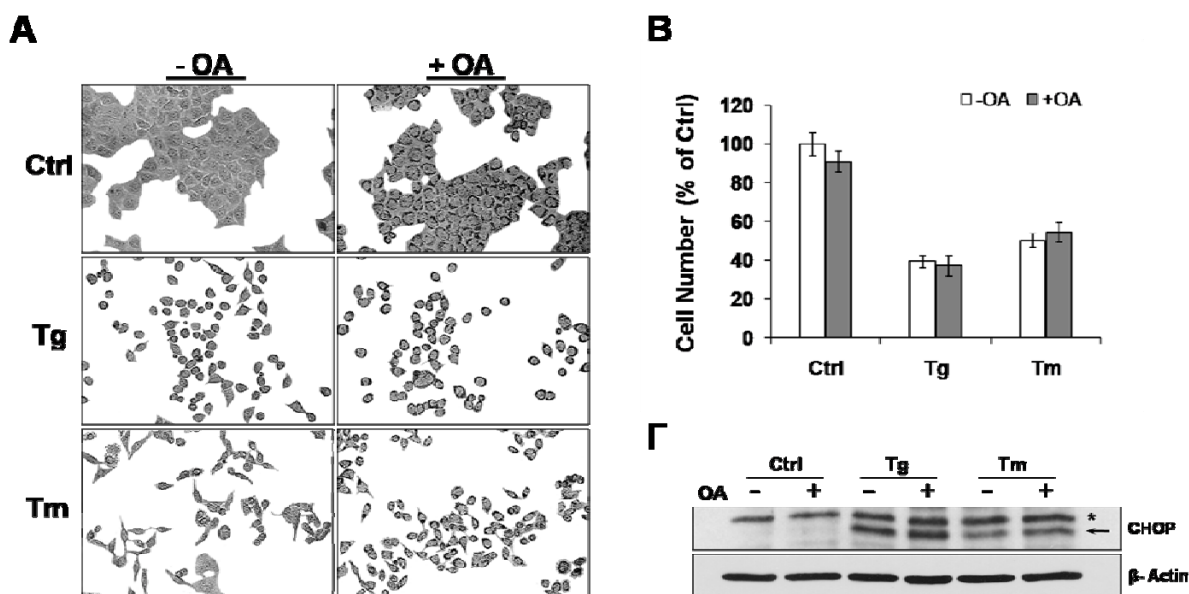 A
- OA
+ OA
Ctrl
Tg
Tm
B
-OA
+OA
Cell Number (% of Ctrl)
120
100
80
60
40
20
0
Ctrl
Tg
Tm
Γ
Ctrl
Tg
Tm
OA
-
+
-
+
-
+
*
CHOP
β-Actin